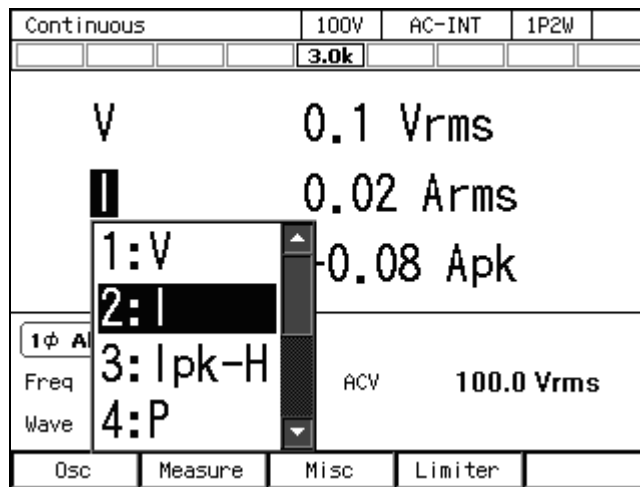 Continuous 100V AC-INT 1P2W
3.0k
V 0.1 Vrms
I 0.02 Arms
-0.08 Apk
1:V
2:I
3:Ipk-H
4:P
1φ
Freq ACV 100.0 Vrms
Wave
Osc Measure Misc Limiter